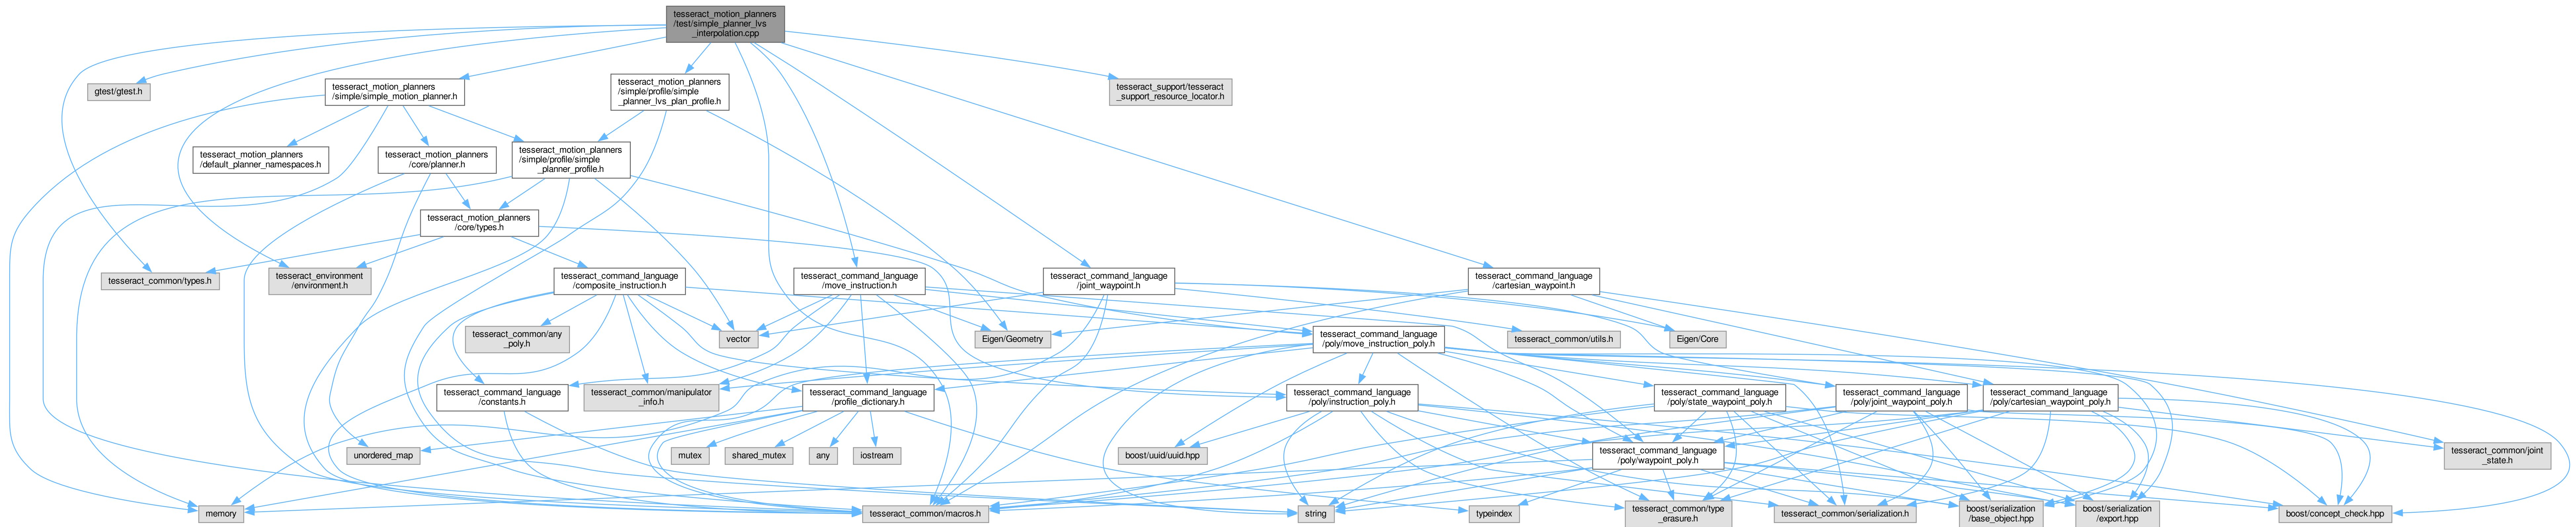 tesseract_motion_planners
/test/simple_planner_lvs
_interpolation.cpp
gtest/gtest.h
tesseract_motion_planners
/simple/simple_motion_planner.h
tesseract_motion_planners
/simple/profile/simple
_planner_lvs_plan_profile.h
tesseract_support/tesseract
_support_resource_locator.h
tesseract_motion_planners
/default_planner_namespaces.h
tesseract_motion_planners
/core/planner.h
tesseract_motion_planners
/simple/profile/simple
_planner_profile.h
tesseract_motion_planners
/core/types.h
tesseract_common/types.h
tesseract_environment
/environment.h
tesseract_command_language
/composite_instruction.h
tesseract_command_language
/move_instruction.h
tesseract_command_language
/joint_waypoint.h
tesseract_command_language
/cartesian_waypoint.h
tesseract_common/any
_poly.h
vector
Eigen/Geometry
tesseract_command_language
/poly/move_instruction_poly.h
tesseract_common/utils.h
Eigen/Core
tesseract_command_language
/constants.h
tesseract_common/manipulator
_info.h
tesseract_command_language
/profile_dictionary.h
tesseract_command_language
/poly/instruction_poly.h
tesseract_command_language
/poly/state_waypoint_poly.h
tesseract_command_language
/poly/joint_waypoint_poly.h
tesseract_command_language
/poly/cartesian_waypoint_poly.h
unordered_map
mutex
shared_mutex
any
iostream
boost/uuid/uuid.hpp
tesseract_command_language
/poly/waypoint_poly.h
tesseract_common/joint
_state.h
memory
tesseract_common/macros.h
string
typeindex
tesseract_common/type
_erasure.h
tesseract_common/serialization.h
boost/serialization
/base_object.hpp
boost/serialization
/export.hpp
boost/concept_check.hpp